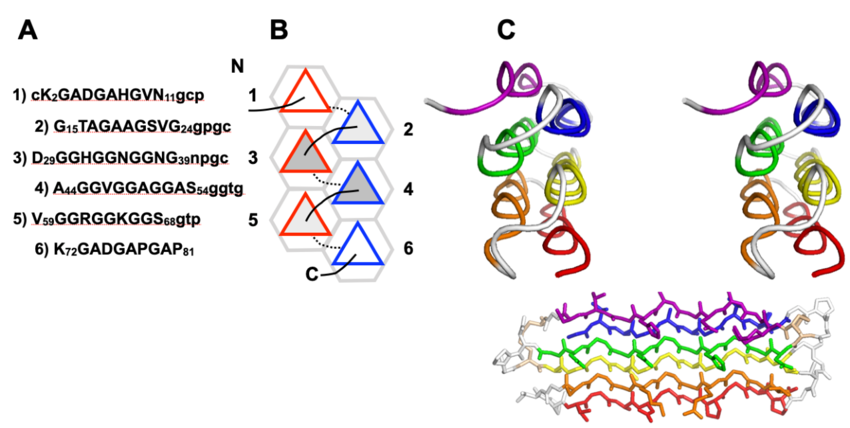 A B C
N
1) cK₂GADGAHGVN₁₁gcp 1
2) G₁₅TAGAAGSVG₂₄gpgc 2
3) D₂₉GGHGGNGGNG₃₉npgc 3
4) A₄₄GGVGGAGGAS₅₄ggtg 4
5) V₅₉GGRGGKGGS₆₈gtp 5
6) K₇₂GADGAPGAP₈₁ 6
C